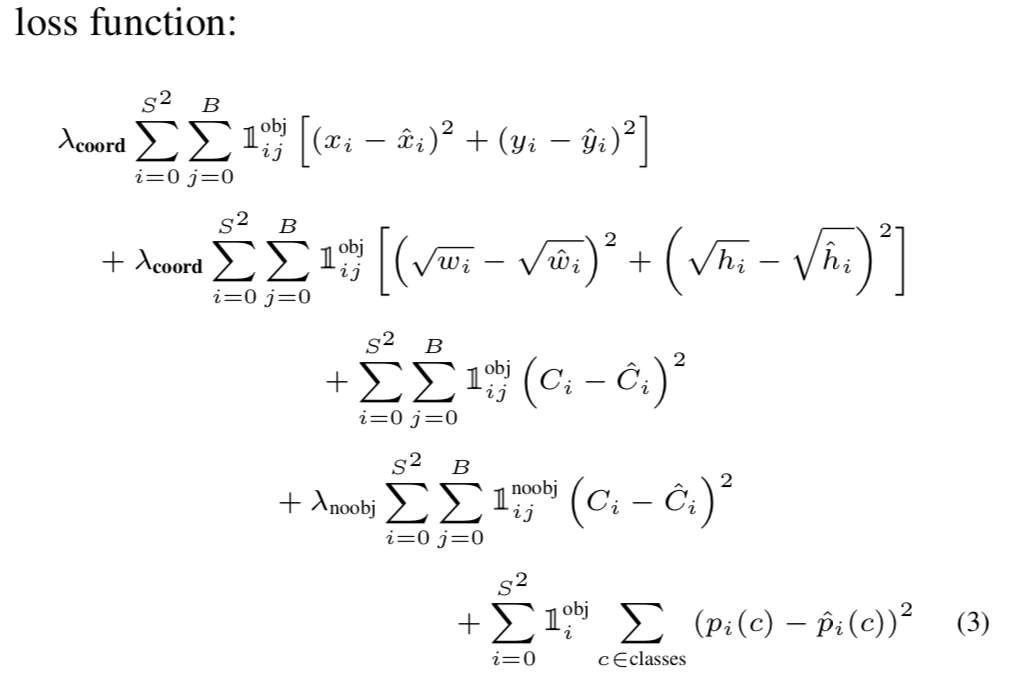 loss function:
λ_coord ∑_{i=0}^{S^2} ∑_{j=0}^{B} 𝟙_{ij}^{obj} [(x_i − x̂_i)^2 + (y_i − ŷ_i)^2]
+ λ_coord ∑_{i=0}^{S^2} ∑_{j=0}^{B} 𝟙_{ij}^{obj} [(√w_i − √ŵ_i)^2 + (√h_i − √ĥ_i)^2]
+ ∑_{i=0}^{S^2} ∑_{j=0}^{B} 𝟙_{ij}^{obj} (C_i − Ĉ_i)^2
+ λ_noobj ∑_{i=0}^{S^2} ∑_{j=0}^{B} 𝟙_{ij}^{noobj} (C_i − Ĉ_i)^2
+ ∑_{i=0}^{S^2} 𝟙_i^{obj} ∑_{c∈classes} (p_i(c) − p̂_i(c))^2 (3)